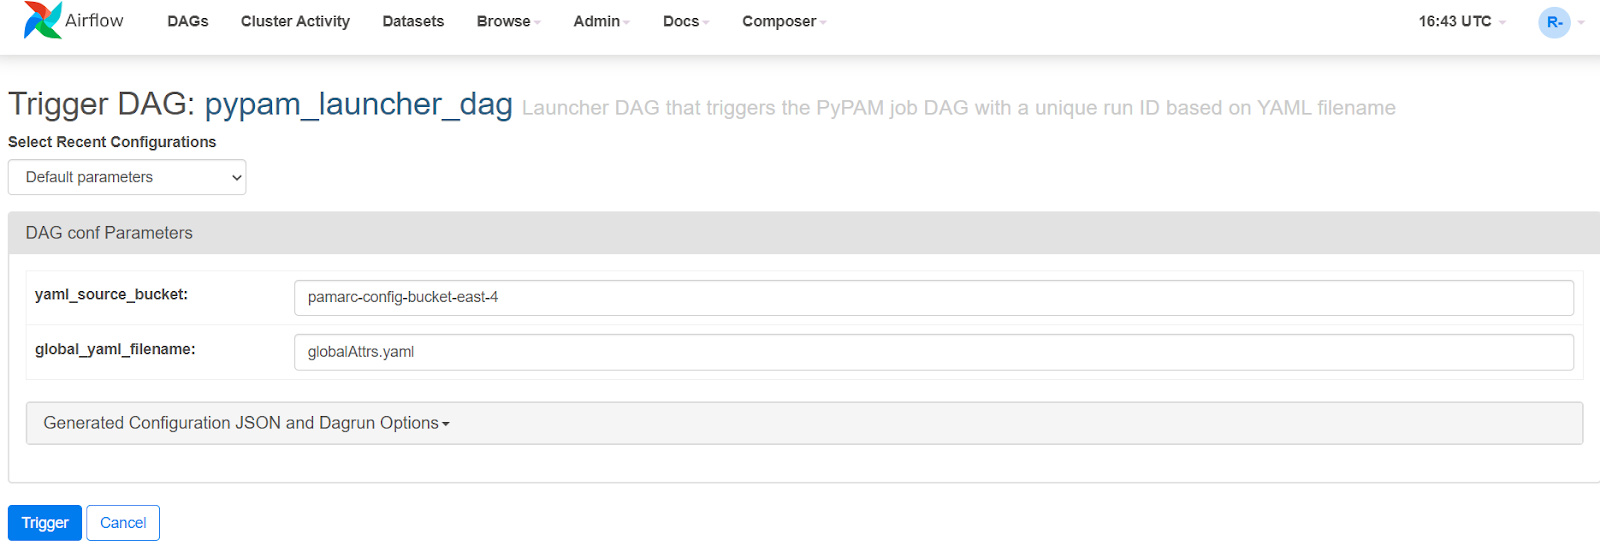 Airflow DAGs Cluster Activity Datasets Browse Admin Docs Composer 16:43 UTC R-
Trigger DAG: pypam_launcher_dag Launcher DAG that triggers the PyPAM job DAG with a unique run ID based on YAML filename
Select Recent Configurations
Default parameters
DAG conf Parameters
yaml_source_bucket: pamarc-config-bucket-east-4
global_yaml_filename: globalAttrs.yaml
Generated Configuration JSON and Dagrun Options
Trigger Cancel